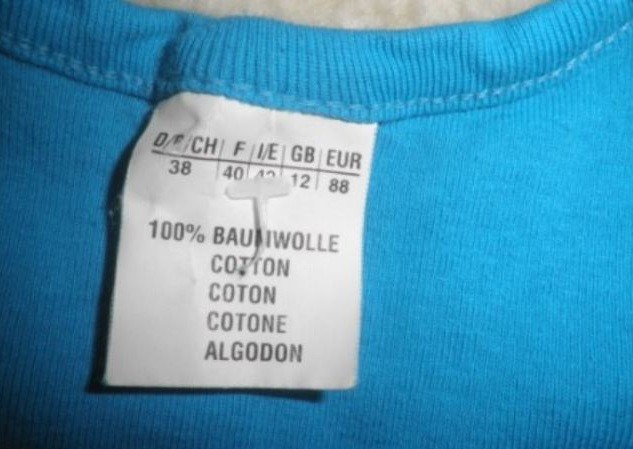 D/ /CH F I/E GB EUR
38 40 12 88
100% BAUMWOLLE
COTTON
COTON
COTONE
ALGODON